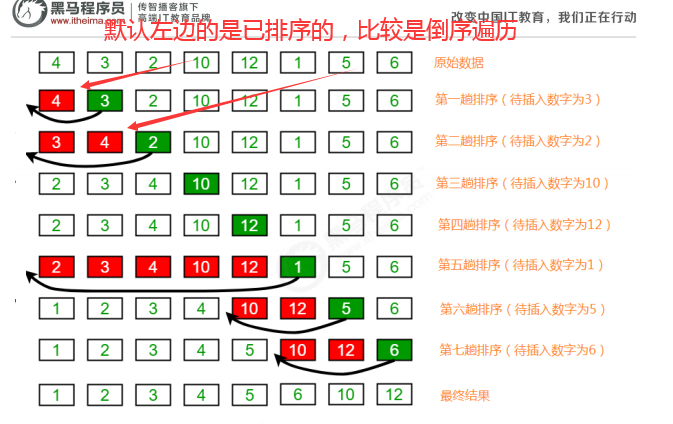 黑马程序员
www.itheima.com
传智播客旗下
高端IT教育品牌
改变中国IT教育，我们正在行动
默认左边的是已排序的，比较是倒序遍历
4 3 2 10 12 1 5 6 原始数据
4 3 2 10 12 1 5 6 第一趟排序（待插入数字为3）
3 4 2 10 12 1 5 6 第二趟排序（待插入数字为2）
2 3 4 10 12 1 5 6 第三趟排序（待插入数字为10）
2 3 4 10 12 1 5 6 第四趟排序（待插入数字为12）
2 3 4 10 12 1 5 6 第五趟排序（待插入数字为1）
1 2 3 4 10 12 5 6 第六趟排序（待插入数字为5）
1 2 3 4 5 10 12 6 第七趟排序（待插入数字为6）
1 2 3 4 5 6 10 12 最终结果